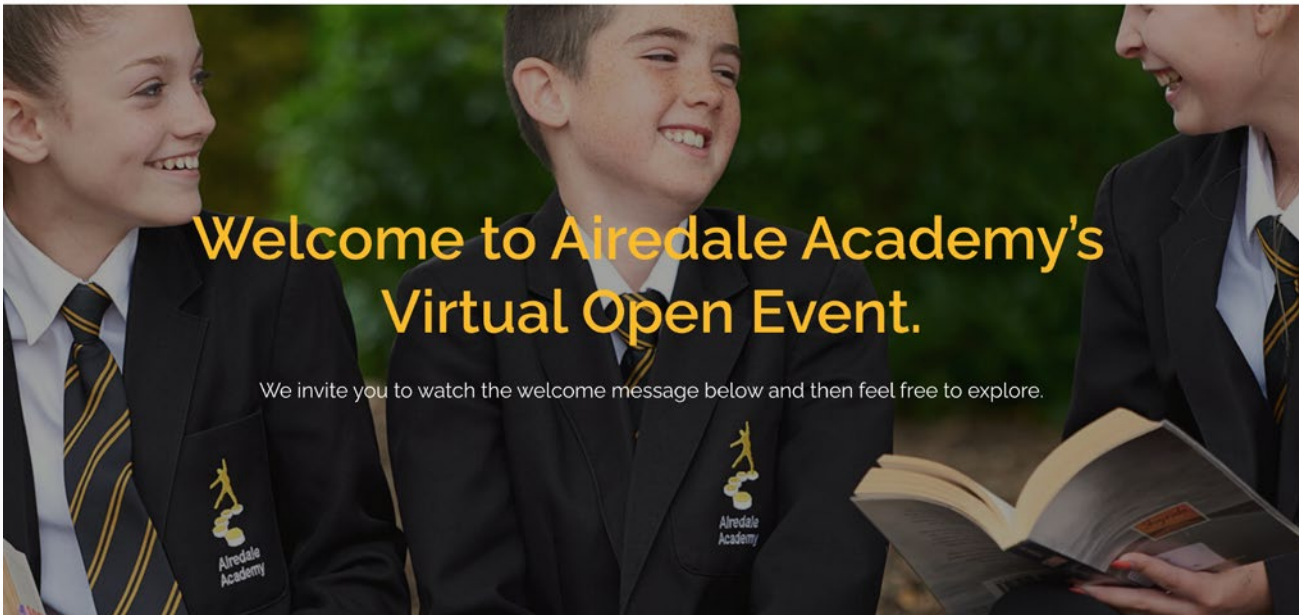 Welcome to Airedale Academy’s
Virtual Open Event.
We invite you to watch the welcome message below and then feel free to explore.
Airedale
Academy
Airedale
Academy